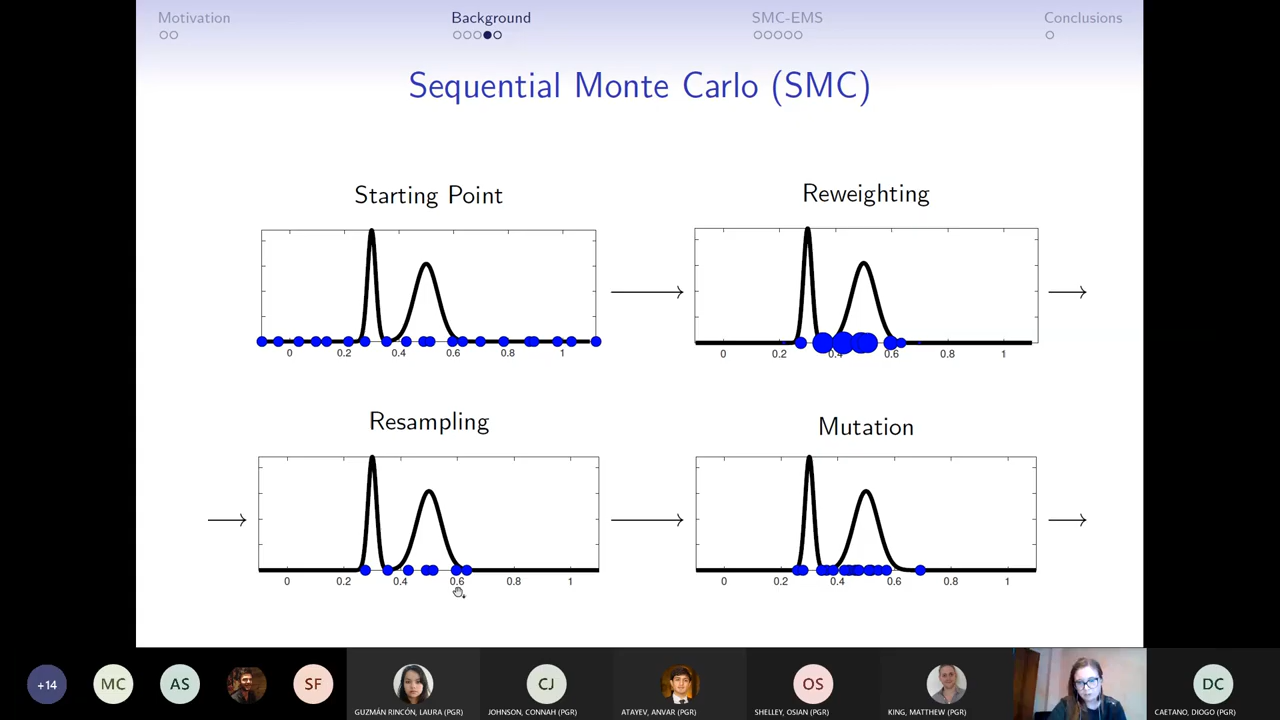 Motivation
Background
SMC-EMS
Conclusions
Sequential Monte Carlo (SMC)
Starting Point
Reweighting
0 0.2 0.4 0.6 0.8 1
0 0.2 0.4 0.6 0.8 1
Resampling
Mutation
0 0.2 0.4 0.6 0.8 1
0 0.2 0.4 0.6 0.8 1
+14
MC
AS
SF
CJ
OS
DC
GUZMÁN RINCÓN, LAURA (PGR)
JOHNSON, CONNAH (PGR)
ATAYEV, ANVAR (PGR)
SHELLEY, OSIAN (PGR)
KING, MATTHEW (PGR)
CAETANO, DIOGO (PGR)